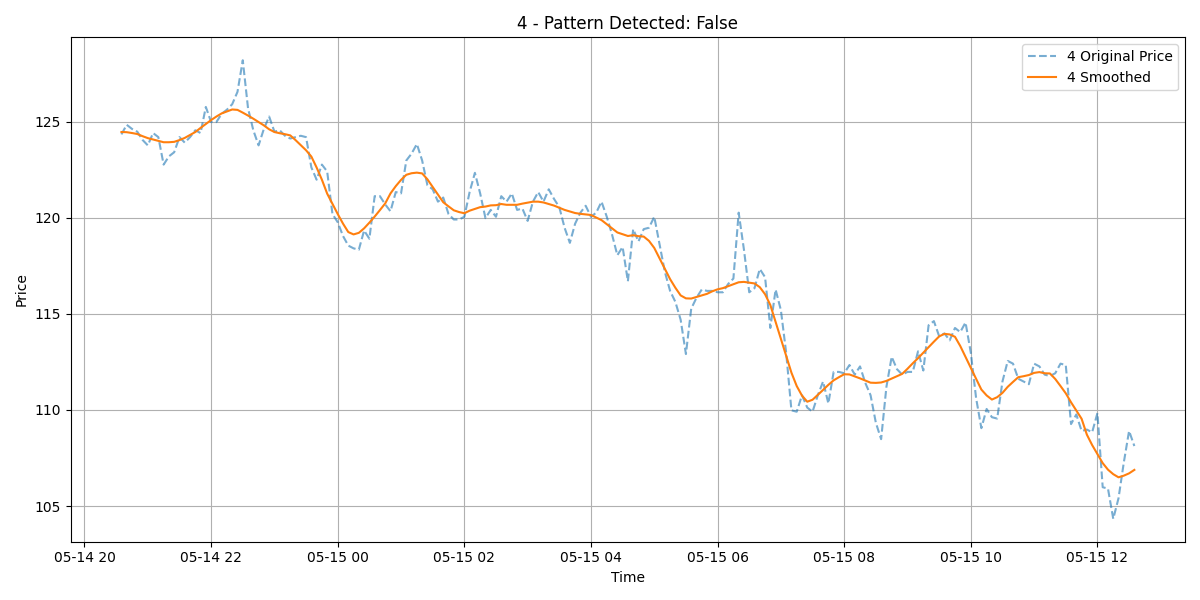 4 - Pattern Detected: False
4 Original Price
4 Smoothed
Price
125
120
115
110
105
05-14 20 05-14 22 05-15 00 05-15 02 05-15 04 05-15 06 05-15 08 05-15 10 05-15 12
Time